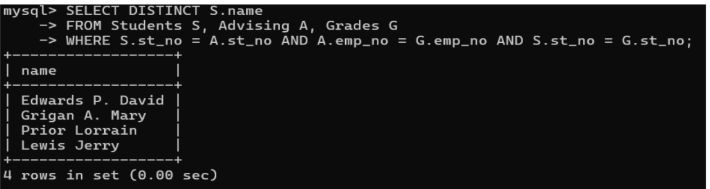 mysql> SELECT DISTINCT S.name
    -> FROM Students S, Advising A, Grades G
    -> WHERE S.st_no = A.st_no AND A.emp_no = G.emp_no AND S.st_no = G.st_no;
+------------------+
| name             |
+------------------+
| Edwards P. David |
| Grigan A. Mary   |
| Prior Lorrain    |
| Lewis Jerry      |
+------------------+
4 rows in set (0.00 sec)